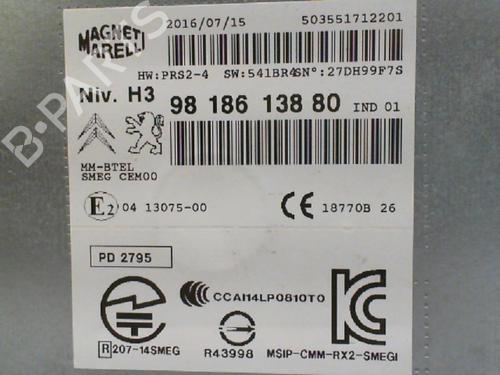 MAGNETI MARELLI
2016/07/15 503551712201
HW:PRS2-4 SW:541BR4SN°:27DH99F7S
Niv. H3 98 186 138 80 IND 01
MM-BTEL
SMEG CEM00
E2 04 13075-00 CE 18770B 26
PD 2795
CCAI14LP0810T0
R 207-14SMEG R43998 MSIP-CMM-RX2-SMEGI
B-PARTS